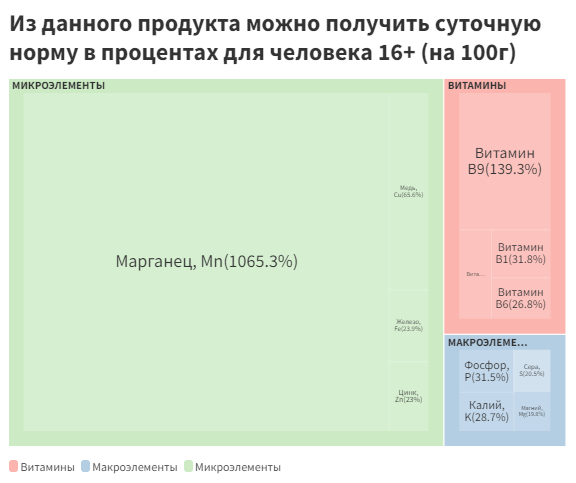 Из данного продукта можно получить суточную
норму в процентах для человека 16+ (на 100г)
МИКРОЭЛЕМЕНТЫ
Марганец, Mn(1065.3%)
Медь,
Cu(65.6%)
Железо,
Fe(23.9%)
Цинк,
Zn(23%)
ВИТАМИНЫ
Витамин
B9(139.3%)
Вита...
Витамин
B1(31.8%)
Витамин
B6(26.8%)
МАКРОЭЛЕМЕ...
Фосфор,
P(31.5%)
Сера,
S(20.5%)
Калий,
K(28.7%)
Магний,
Mg(19.8%)
Витамины
Макроэлементы
Микроэлементы